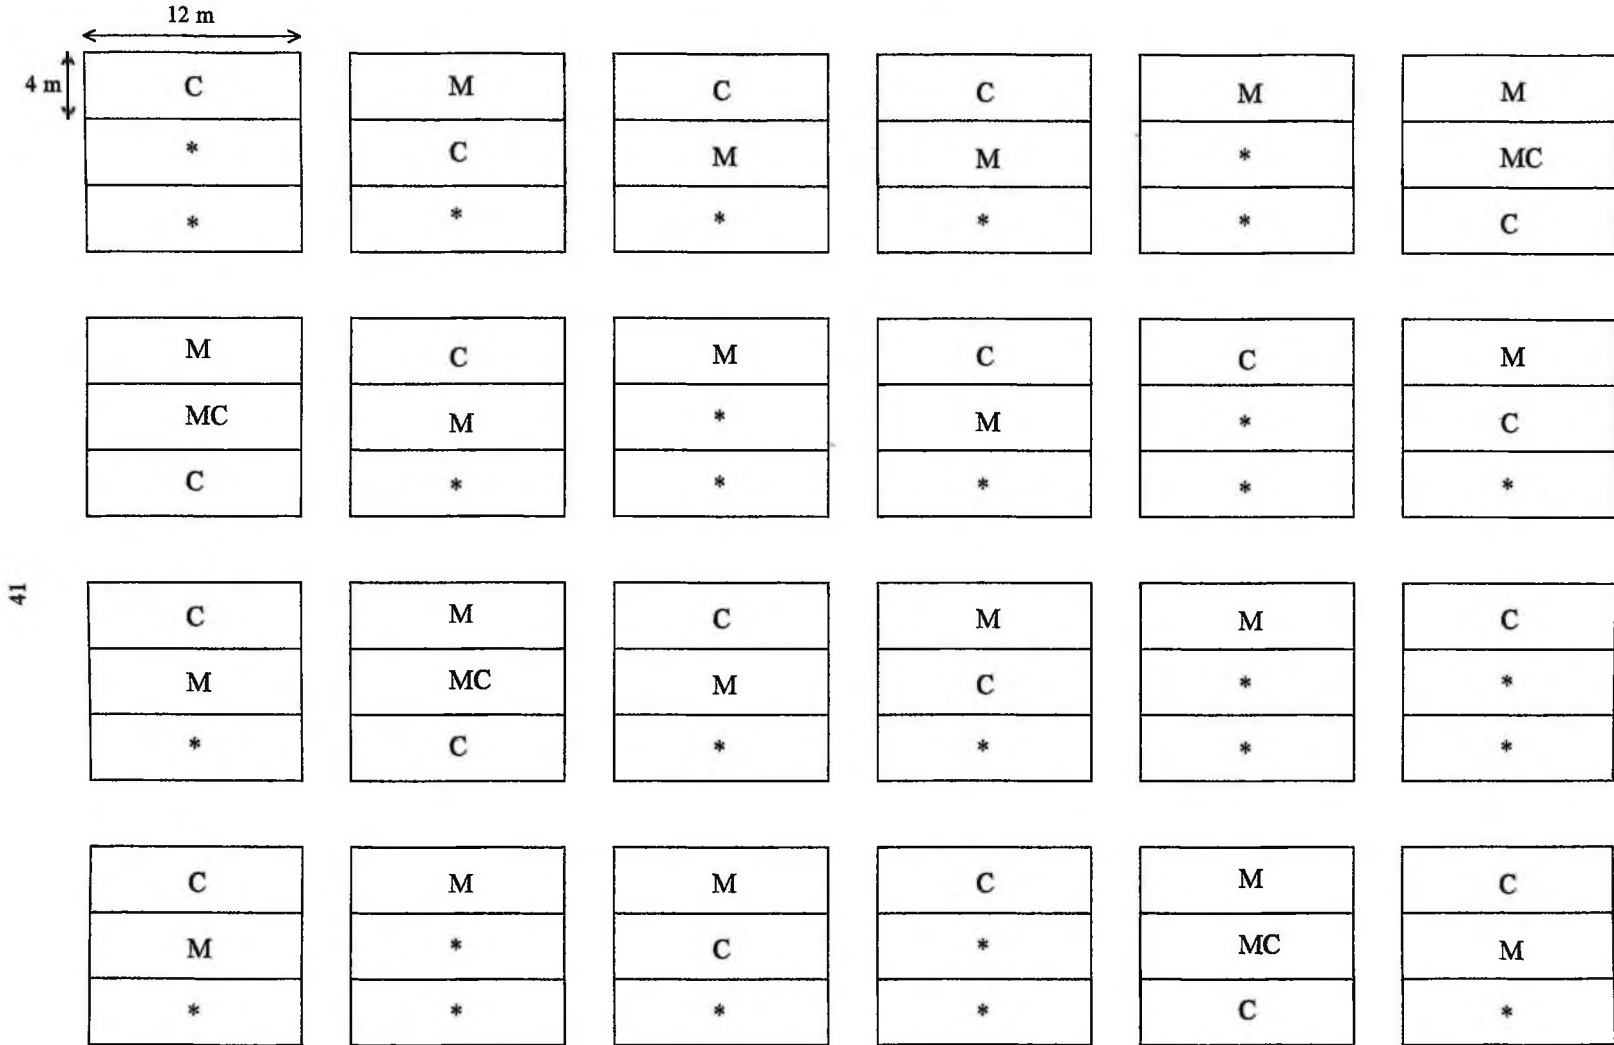 12 m
4 m
C M C C M M
* C M M * MC
* * * * * C
M C M C C M
MC M * M * C
C * * * * *
41
C M C M M C
M MC M C * *
* C * * * *
C M M C M C
M * C * MC M
* * * * C *